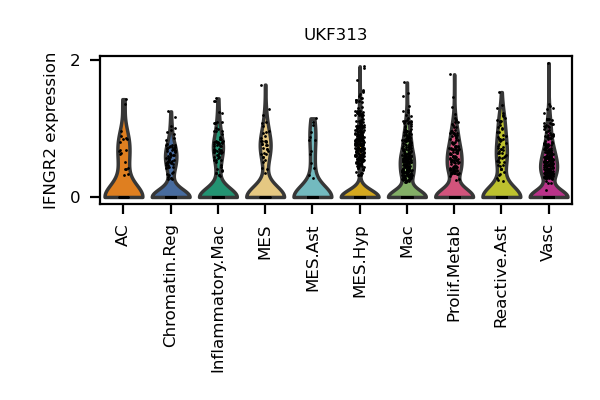 UKF313
IFNGR2 expression
2
0
AC
Chromatin.Reg
Inflammatory.Mac
MES
MES.Ast
MES.Hyp
Mac
Prolif.Metab
Reactive.Ast
Vasc